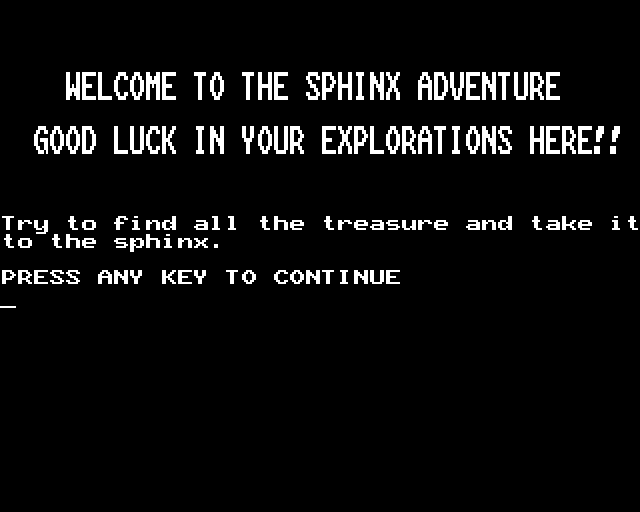 WELCOME TO THE SPHINX ADVENTURE
GOOD LUCK IN YOUR EXPLORATIONS HERE!!
Try to find all the treasure and take it
to the sphinx.
PRESS ANY KEY TO CONTINUE